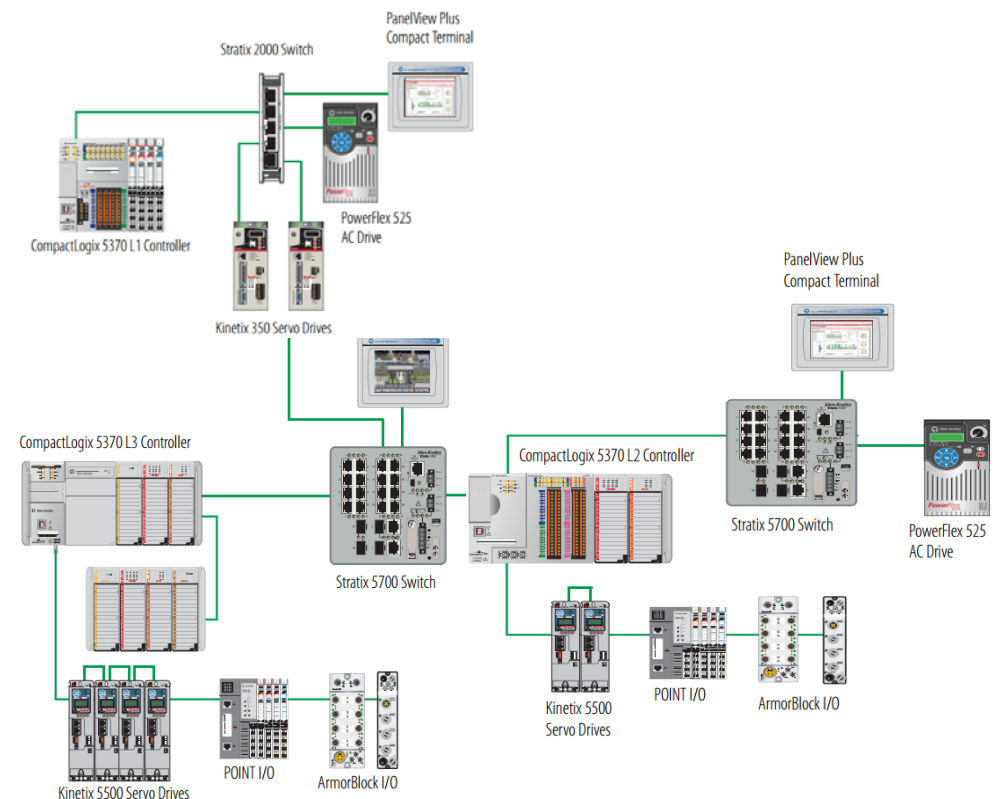 PanelView Plus
Compact Terminal
Stratix 2000 Switch
PowerFlex 525
AC Drive
CompactLogix 5370 L1 Controller
Kinetix 350 Servo Drives
PanelView Plus
Compact Terminal
CompactLogix 5370 L3 Controller
CompactLogix 5370 L2 Controller
Stratix 5700 Switch
PowerFlex 525
AC Drive
Stratix 5700 Switch
Kinetix 5500
Servo Drives
POINT I/O
ArmorBlock I/O
POINT I/O
ArmorBlock I/O
Kinetix 5500 Servo Drives